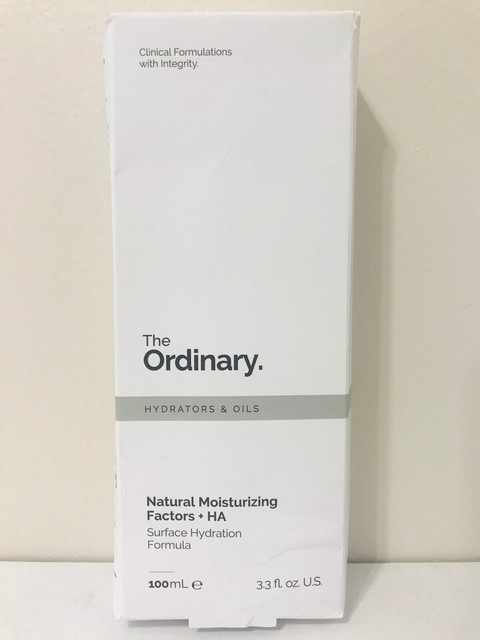 Clinical Formulations
with Integrity.
The
Ordinary.
HYDRATORS & OILS
Natural Moisturizing
Factors + HA
Surface Hydration
Formula
100mL ℮ 3.3 fl. oz. U.S.